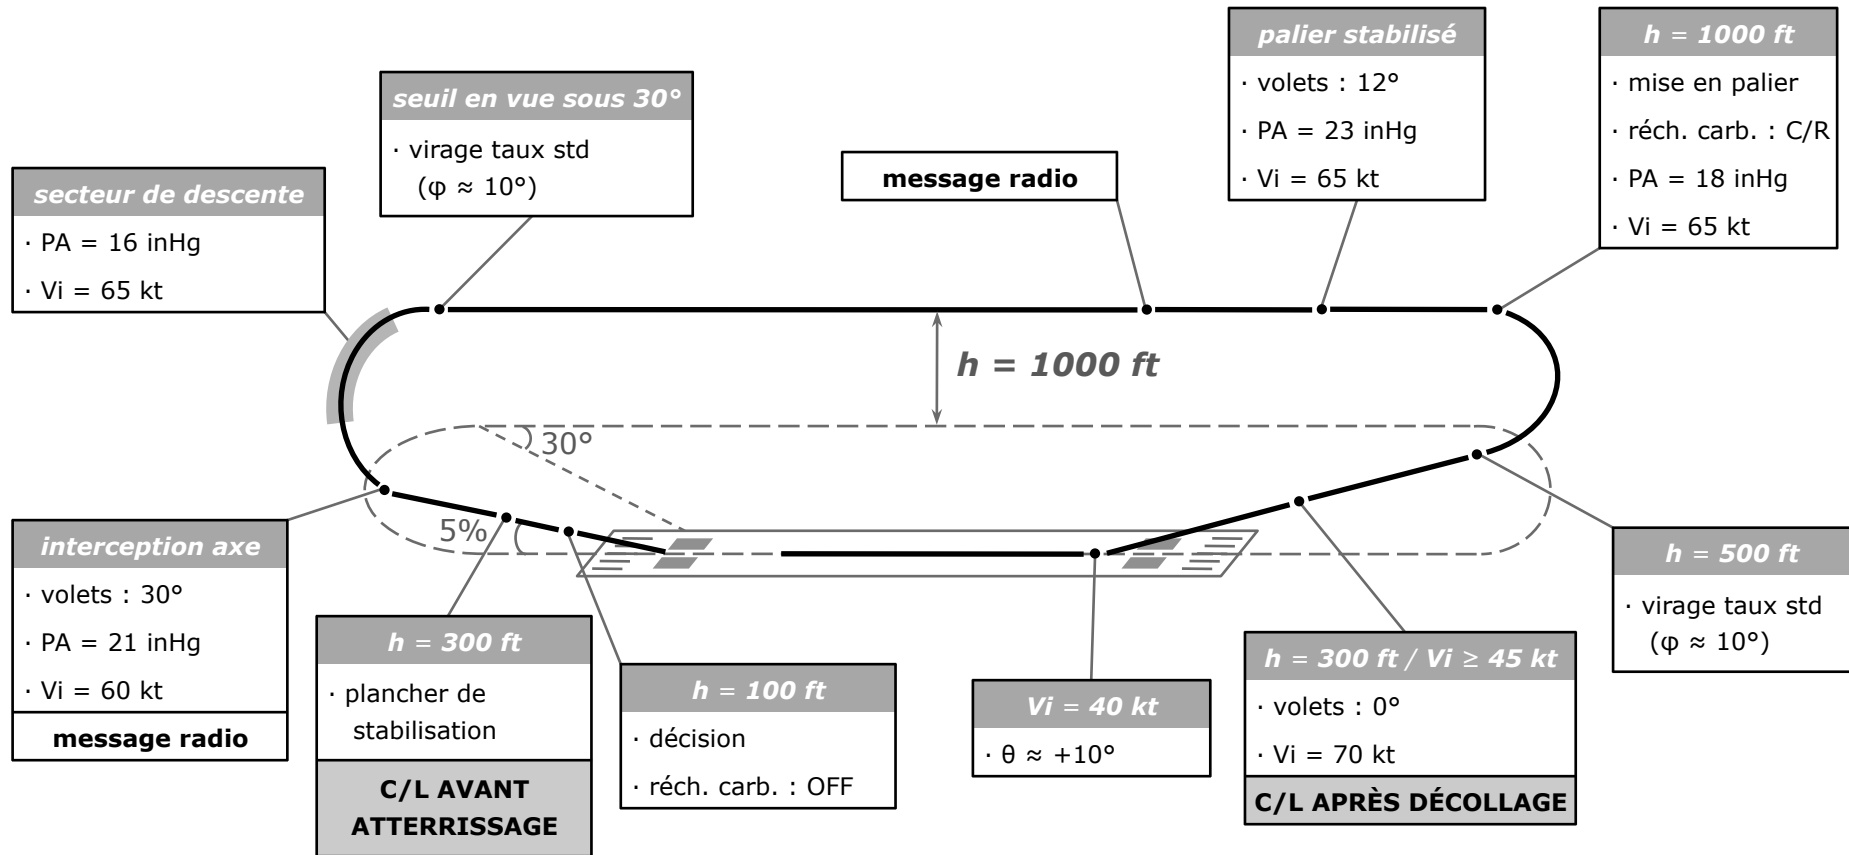 palier stabilisé
· volets : 12°
· PA = 23 inHg
· Vi = 65 kt
h = 1000 ft
· mise en palier
· réch. carb. : C/R
· PA = 18 inHg
· Vi = 65 kt
seuil en vue sous 30°
· virage taux std
(φ ≈ 10°)
message radio
secteur de descente
· PA = 16 inHg
· Vi = 65 kt
h = 1000 ft
30°
5%
interception axe
· volets : 30°
· PA = 21 inHg
· Vi = 60 kt
message radio
h = 300 ft
· plancher de
stabilisation
C/L AVANT
ATTERRISSAGE
h = 100 ft
· décision
· réch. carb. : OFF
Vi = 40 kt
· θ ≈ +10°
h = 300 ft / Vi ≥ 45 kt
· volets : 0°
· Vi = 70 kt
C/L APRÈS DÉCOLLAGE
h = 500 ft
· virage taux std
(φ ≈ 10°)